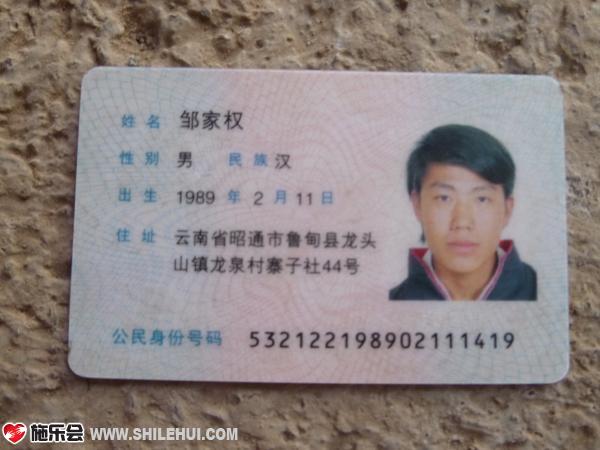 姓名 邹家权
性别 男 民族 汉
出生 1989 年 2 月 11 日
住址 云南省昭通市鲁甸县龙头
山镇龙泉村寨子社44号
公民身份号码 532122198902111419
施乐会 WWW.SHILEHUI.COM